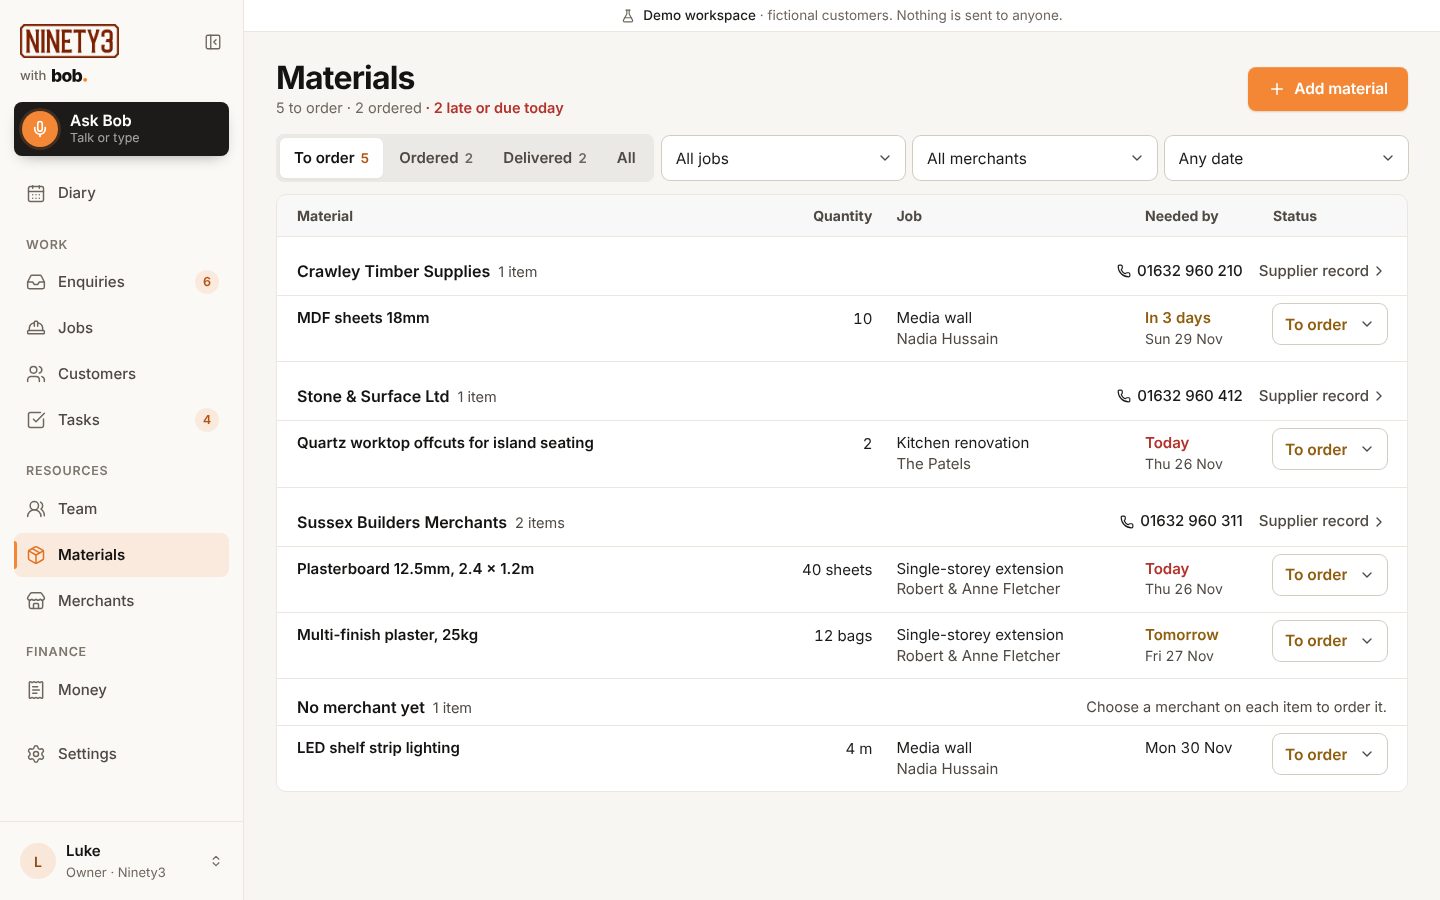 NINETY3
with bob.
Ask Bob
Talk or type
Diary
WORK
Enquiries 6
Jobs
Customers
Tasks 4
RESOURCES
Team
Materials
Merchants
FINANCE
Money
Settings
L
Luke
Owner · Ninety3
Demo workspace · fictional customers. Nothing is sent to anyone.
Materials
5 to order · 2 ordered · 2 late or due today
+ Add material
To order 5 Ordered 2 Delivered 2 All
All jobs
All merchants
Any date
Material Quantity Job Needed by Status
Crawley Timber Supplies 1 item 01632 960 210 Supplier record
MDF sheets 18mm 10 Media wall In 3 days To order
Nadia Hussain Sun 29 Nov
Stone & Surface Ltd 1 item 01632 960 412 Supplier record
Quartz worktop offcuts for island seating 2 Kitchen renovation Today To order
The Patels Thu 26 Nov
Sussex Builders Merchants 2 items 01632 960 311 Supplier record
Plasterboard 12.5mm, 2.4 × 1.2m 40 sheets Single-storey extension Today To order
Robert & Anne Fletcher Thu 26 Nov
Multi-finish plaster, 25kg 12 bags Single-storey extension Tomorrow To order
Robert & Anne Fletcher Fri 27 Nov
No merchant yet 1 item Choose a merchant on each item to order it.
LED shelf strip lighting 4 m Media wall Mon 30 Nov To order
Nadia Hussain